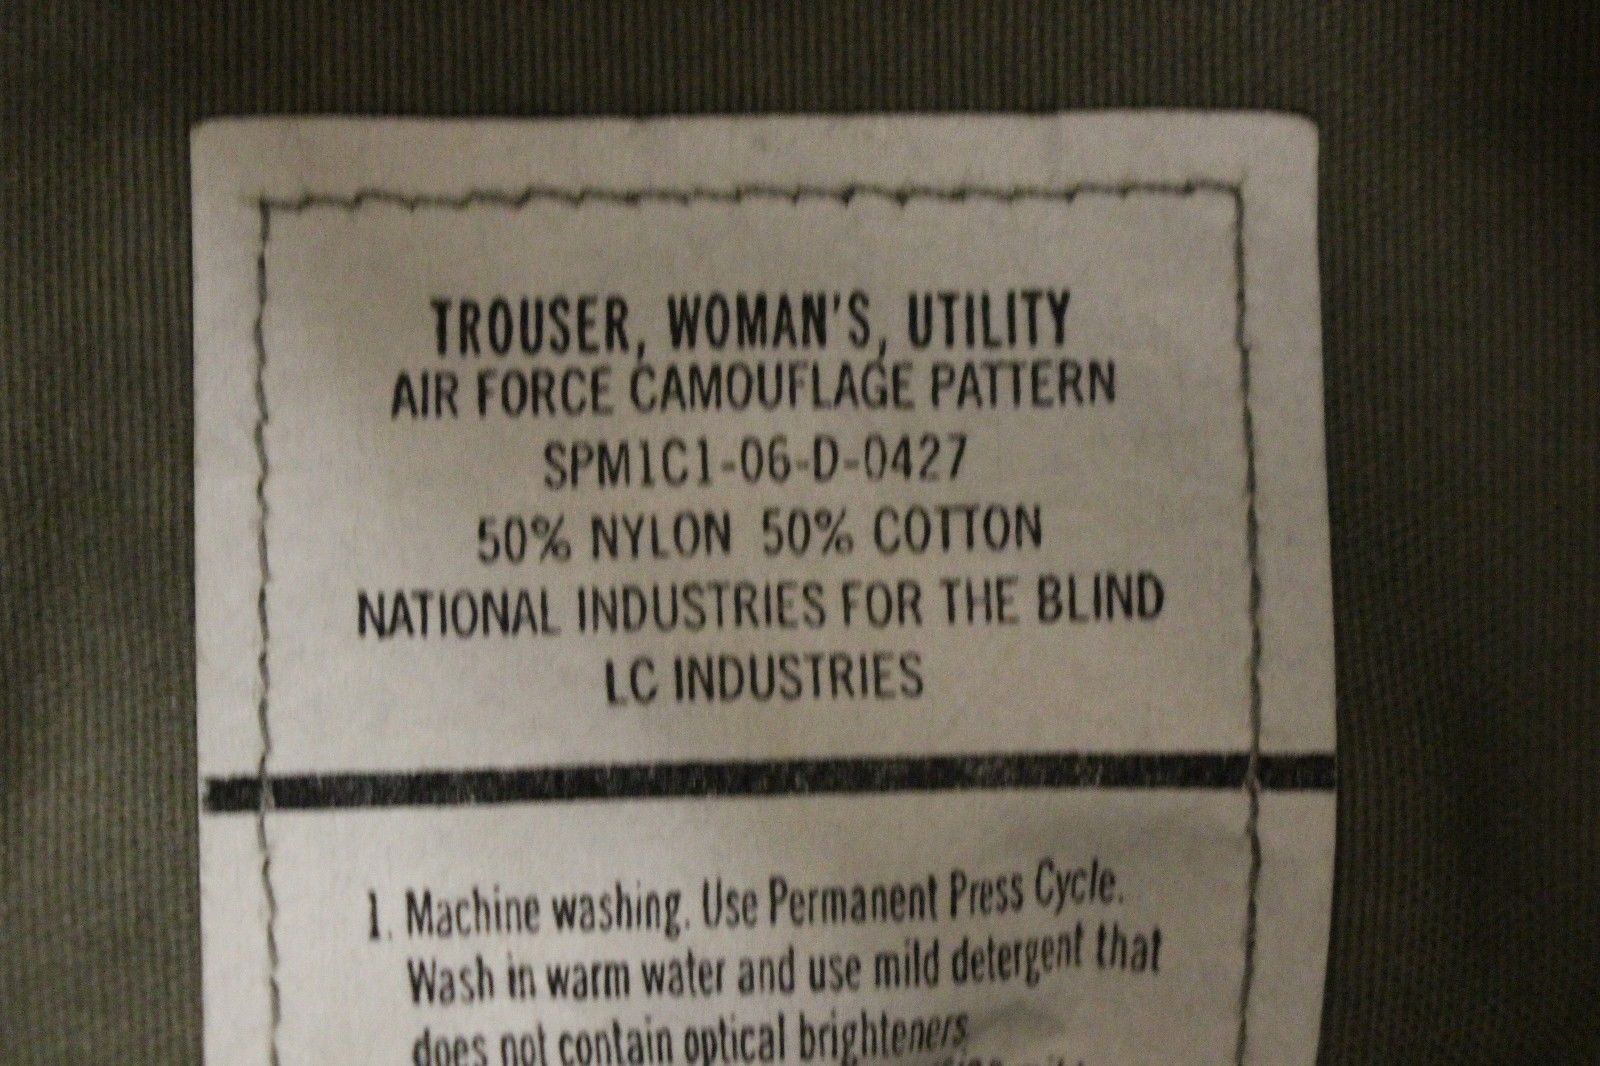 TROUSER, WOMAN'S, UTILITY
AIR FORCE CAMOUFLAGE PATTERN
SPM1C1-06-D-0427
50% NYLON 50% COTTON
NATIONAL INDUSTRIES FOR THE BLIND
LC INDUSTRIES
1. Machine washing. Use Permanent Press Cycle.
Wash in warm water and use mild detergent that
does not contain optical brighteners